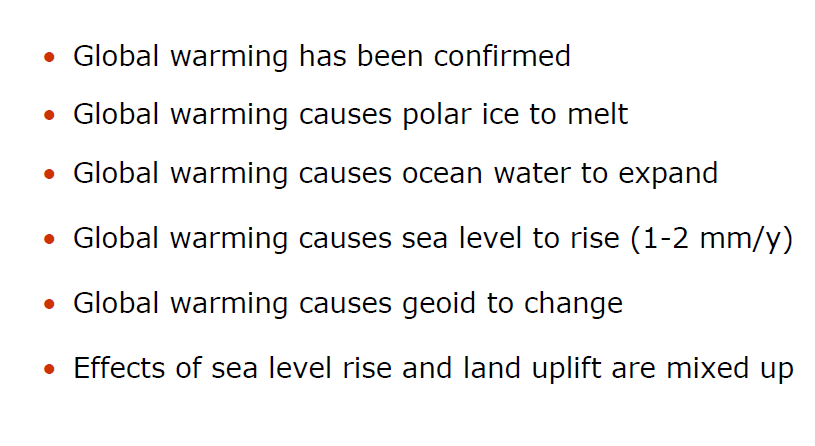 • Global warming has been confirmed
• Global warming causes polar ice to melt
• Global warming causes ocean water to expand
• Global warming causes sea level to rise (1-2 mm/y)
• Global warming causes geoid to change
• Effects of sea level rise and land uplift are mixed up